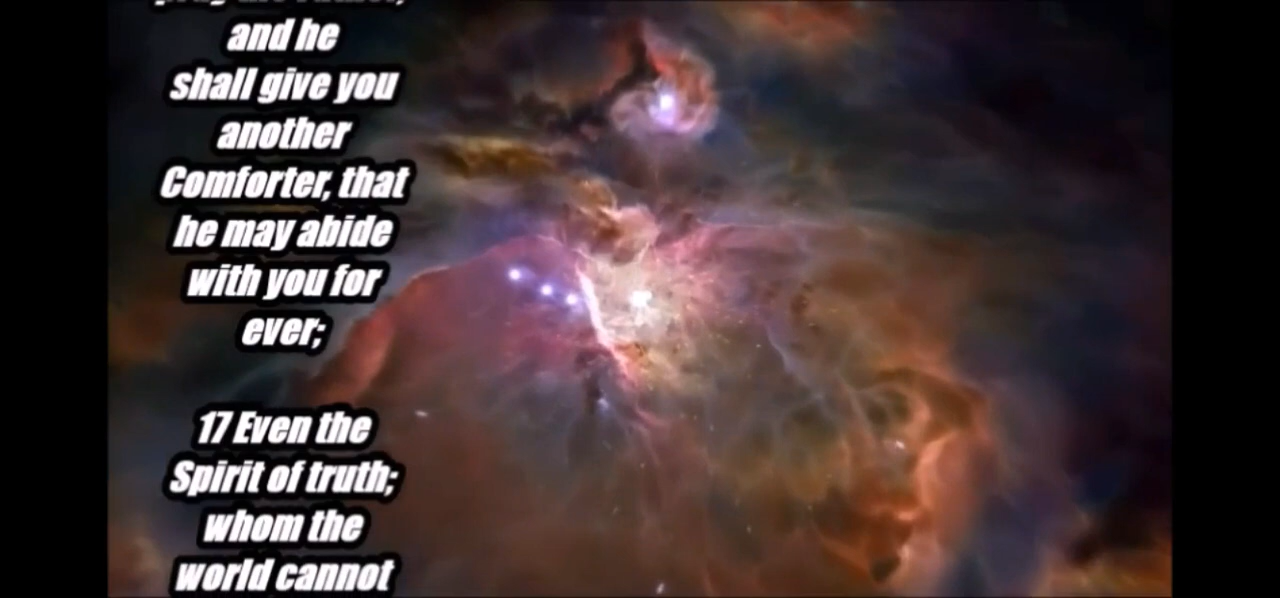 and he
shall give you
another
Comforter, that
he may abide
with you for
ever;
17 Even the
Spirit of truth;
whom the
world cannot